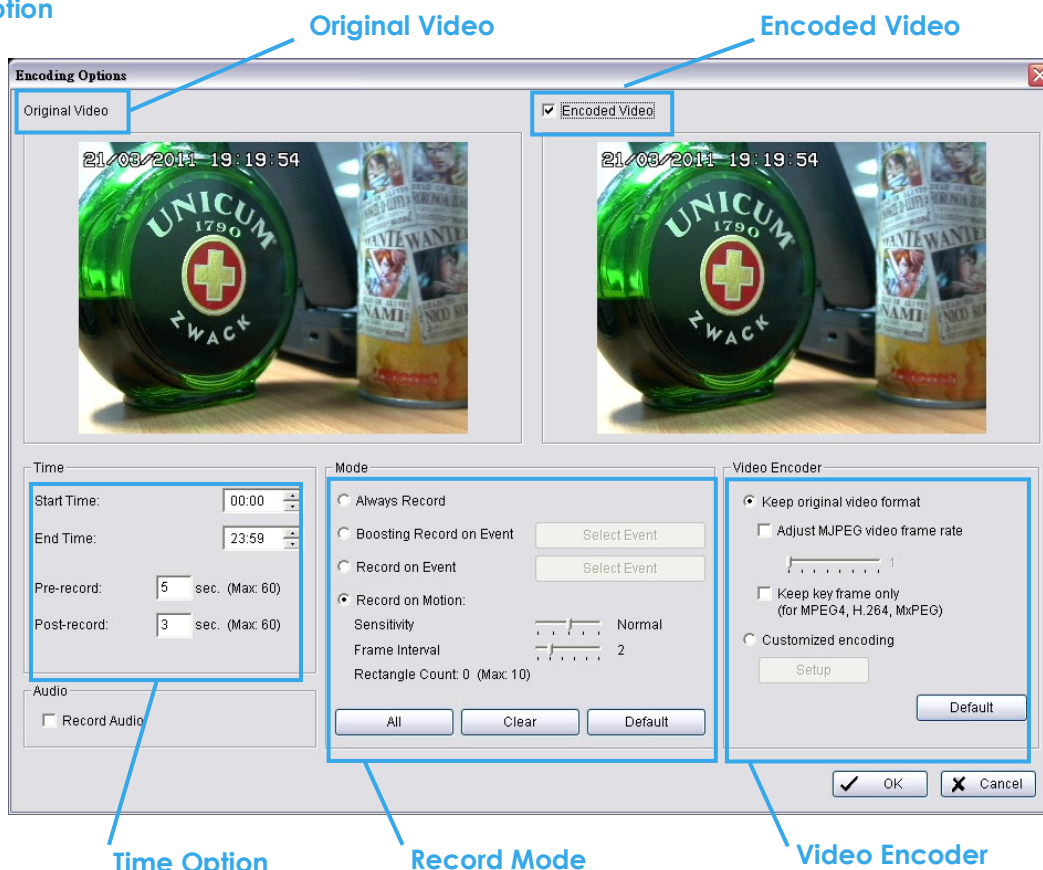 ption
Original Video
Encoded Video
Encoding Options
Original Video
Encoded Video
21/03/2011 19:19:54
UNICUM
1790
ZWACK
WANTED
21/03/2011 19:19:54
UNICUM
1790
ZWACK
WANTED
Time
Start Time: 00:00
End Time: 23:59
Pre-record: 5 sec. (Max: 60)
Post-record: 3 sec. (Max: 60)
Audio
Record Audio
Mode
Always Record
Boosting Record on Event Select Event
Record on Event Select Event
Record on Motion:
Sensitivity Normal
Frame Interval 2
Rectangle Count: 0 (Max: 10)
All Clear Default
Video Encoder
Keep original video format
Adjust MJPEG video frame rate
1
Keep key frame only
(for MPEG4, H.264, MxPEG)
Customized encoding
Setup
Default
OK Cancel
Time Option
Record Mode
Video Encoder